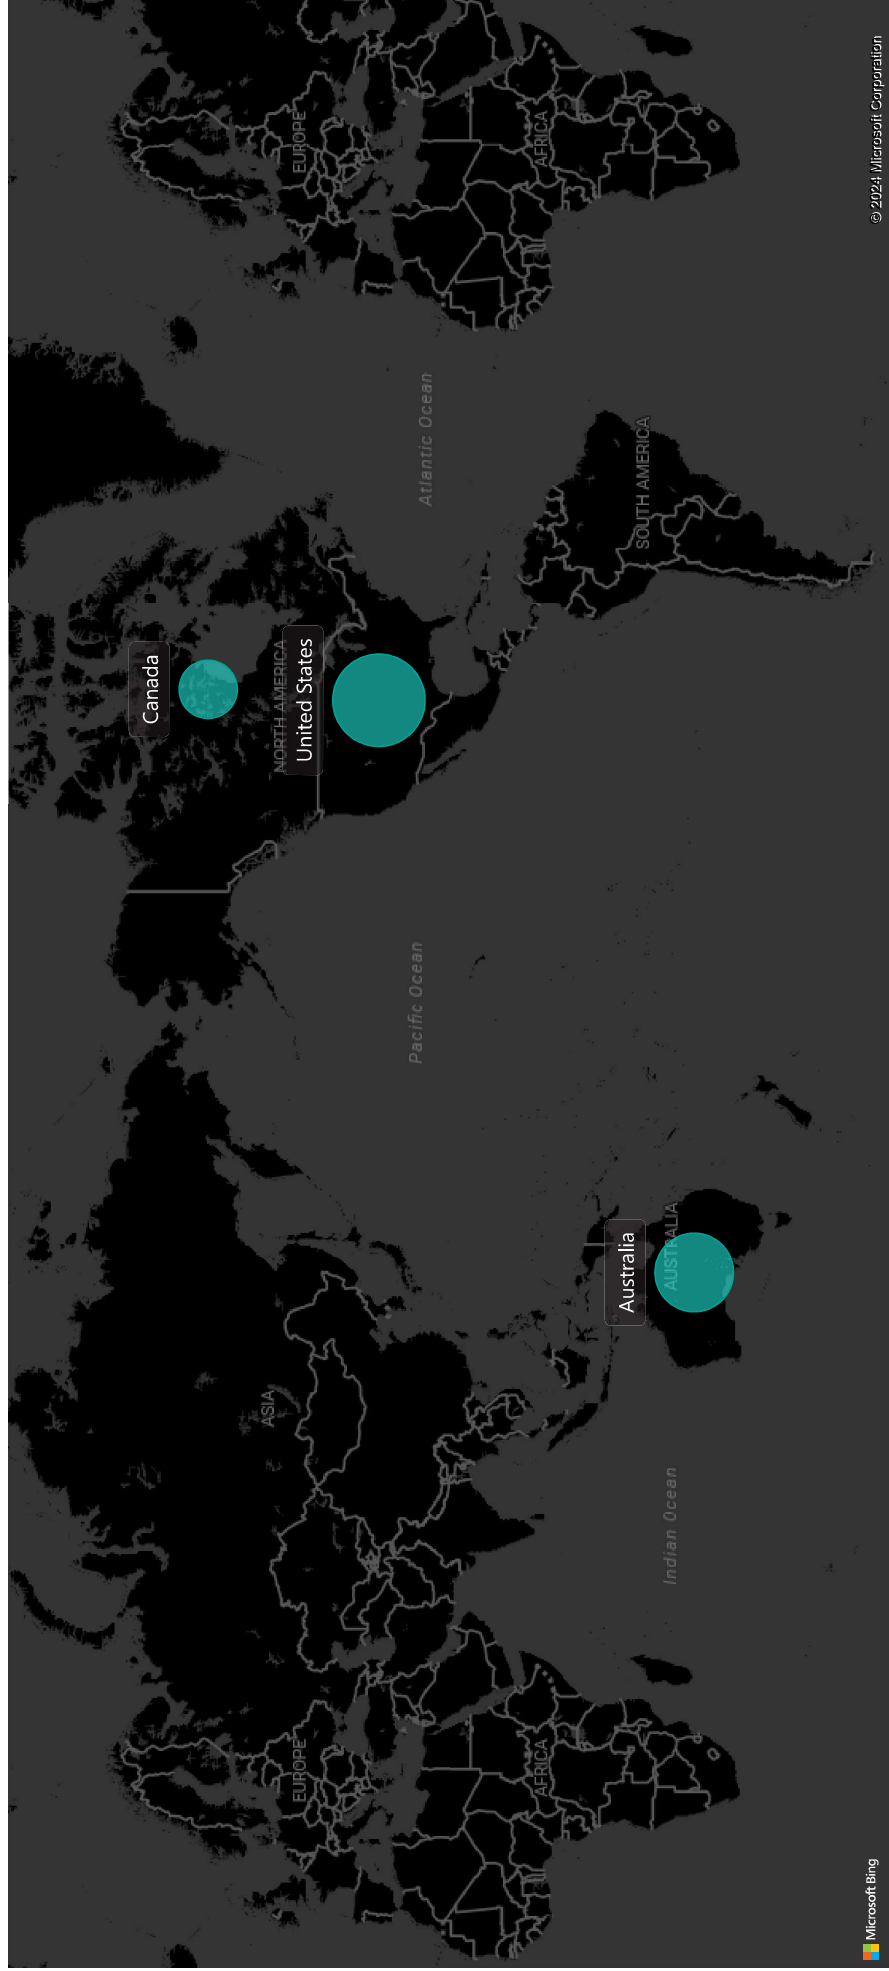 EUROPE
ASIA
NORTH AMERICA
EUROPE
AFRICA
AFRICA
SOUTH AMERICA
AUSTRALIA
Atlantic Ocean
Pacific Ocean
Indian Ocean
Canada
United States
Australia
Microsoft Bing
© 2024 Microsoft Corporation